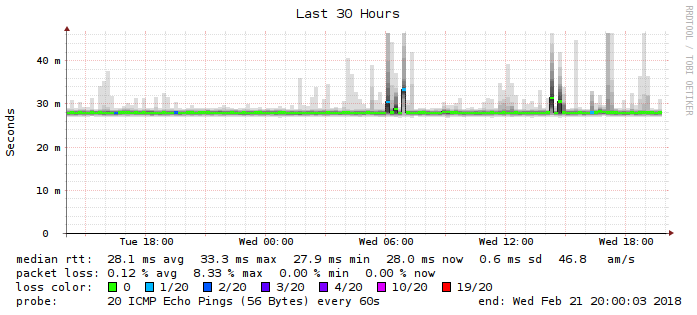 Last 30 Hours
RRDTOOL / TOBI OETIKER
Seconds
40 m
30 m
20 m
10 m
0
Tue 18:00 Wed 00:00 Wed 06:00 Wed 12:00 Wed 18:00
median rtt: 28.1 ms avg 33.3 ms max 27.9 ms min 28.0 ms now 0.6 ms sd 46.8 am/s
packet loss: 0.12 % avg 8.33 % max 0.00 % min 0.00 % now
loss color: 0 1/20 2/20 3/20 4/20 10/20 19/20
probe: 20 ICMP Echo Pings (56 Bytes) every 60s end: Wed Feb 21 20:00:03 2018